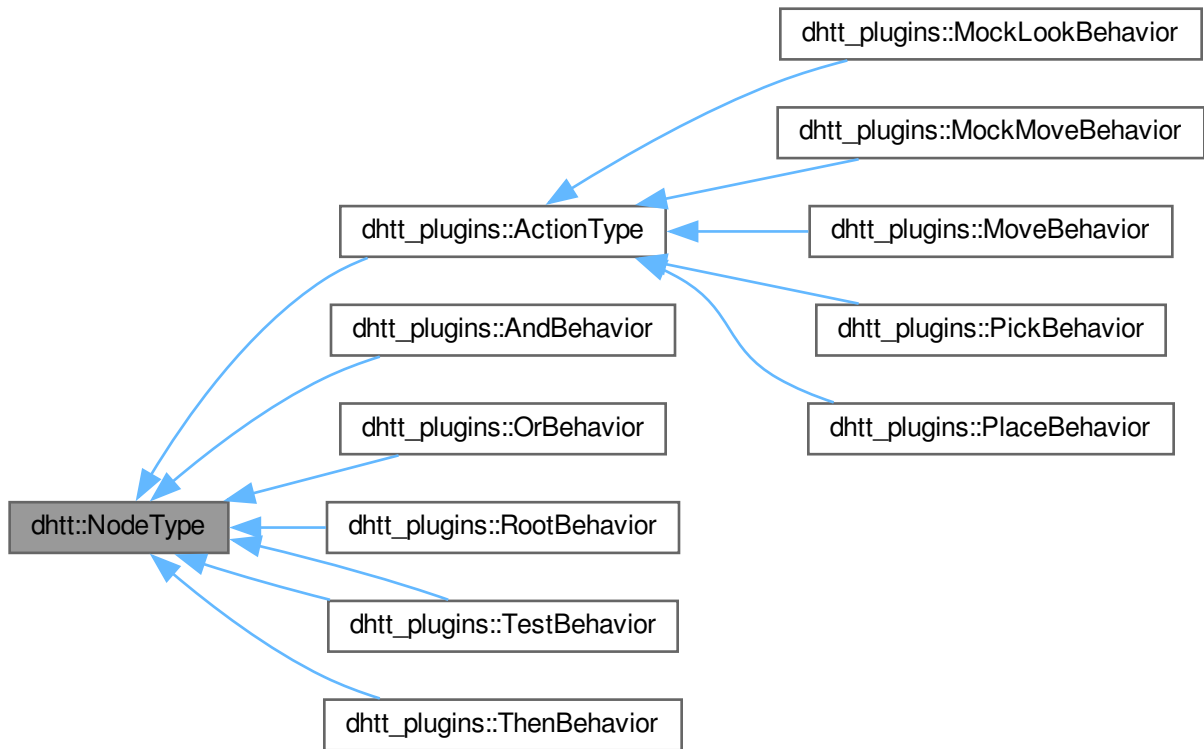 dhtt_plugins::MockLookBehavior
dhtt_plugins::MockMoveBehavior
dhtt_plugins::ActionType
dhtt_plugins::MoveBehavior
dhtt_plugins::AndBehavior
dhtt_plugins::PickBehavior
dhtt_plugins::OrBehavior
dhtt_plugins::PlaceBehavior
dhtt::NodeType
dhtt_plugins::RootBehavior
dhtt_plugins::TestBehavior
dhtt_plugins::ThenBehavior